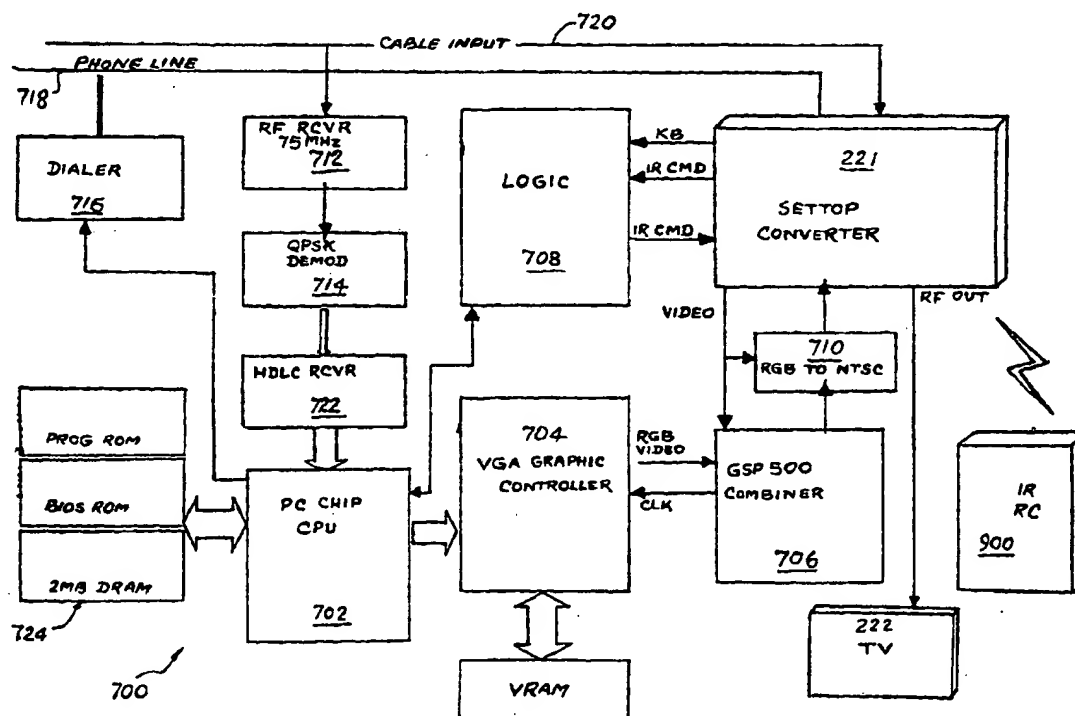 720
CABLE INPUT
PHONE LINE
718
RF RCVR
75 MHz
712
DIALER
716
QPSK
DEMOD
714
HDLC RCVR
722
LOGIC
708
KB
IR CMD
IR CMD
221
SETTOP
CONVERTER
VIDEO
RF OUT
710
RGB TO NTSC
PROG ROM
BIOS ROM
2MB DRAM
724
PC CHIP
CPU
702
704
VGA GRAPHIC
CONTROLLER
RGB
VIDEO
CLK
GSP 500
COMBINER
706
IR
RC
900
222
TV
700
VRAM